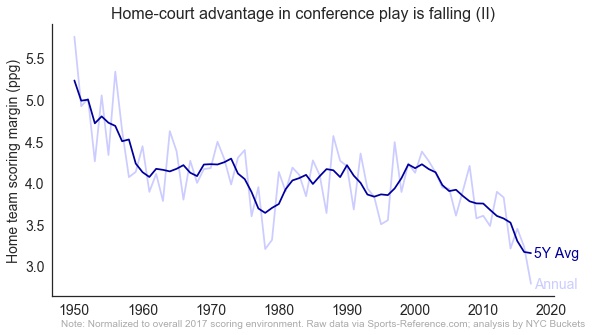 Home-court advantage in conference play is falling (II)
Home team scoring margin (ppg)
5.5
5.0
4.5
4.0
3.5
3.0
5Y Avg
Annual
1950 1960 1970 1980 1990 2000 2010 2020
Note: Normalized to overall 2017 scoring environment. Raw data via Sports-Reference.com; analysis by NYC Buckets